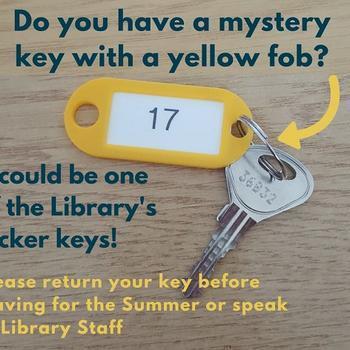 Do you have a mystery
key with a yellow fob?
17
could be one
f the Library's
cker keys!
ease return your key before
aving for the Summer or speak
Library Staff